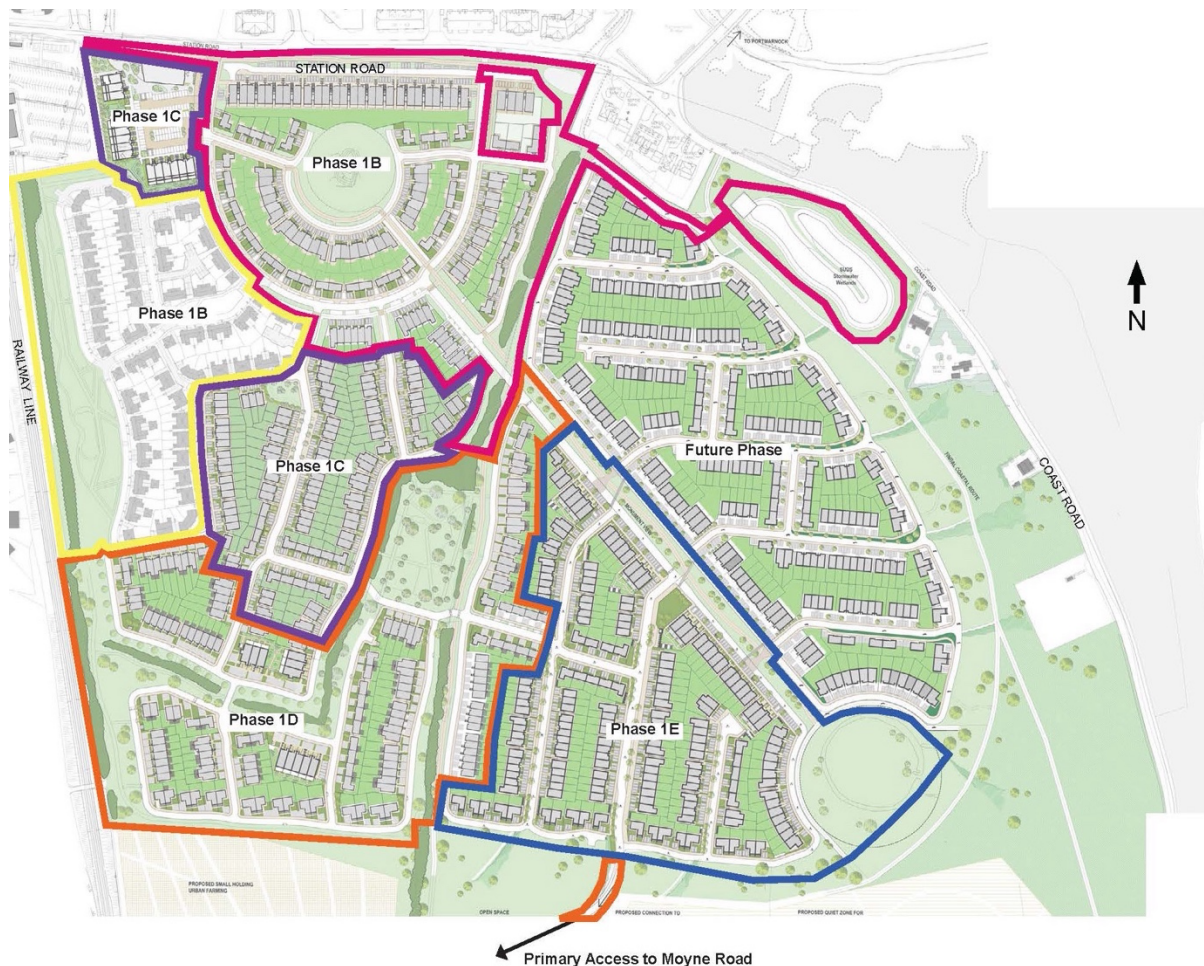 STATION ROAD
TO PORTMARNOCK
STATION ROAD
Phase 1C
Phase 1B
SUDS
Stormwater
Wetlands
COAST ROAD
N
Phase 1B
RAILWAY LINE
Phase 1C
Future Phase
COAST ROAD
Phase 1D
Phase 1E
PROPOSED SMALL HOLDING
URBAN FARMING
OPEN SPACE
PROPOSED CONNECTION TO
PROPOSED QUIET ZONE FOR
Primary Access to Moyne Road